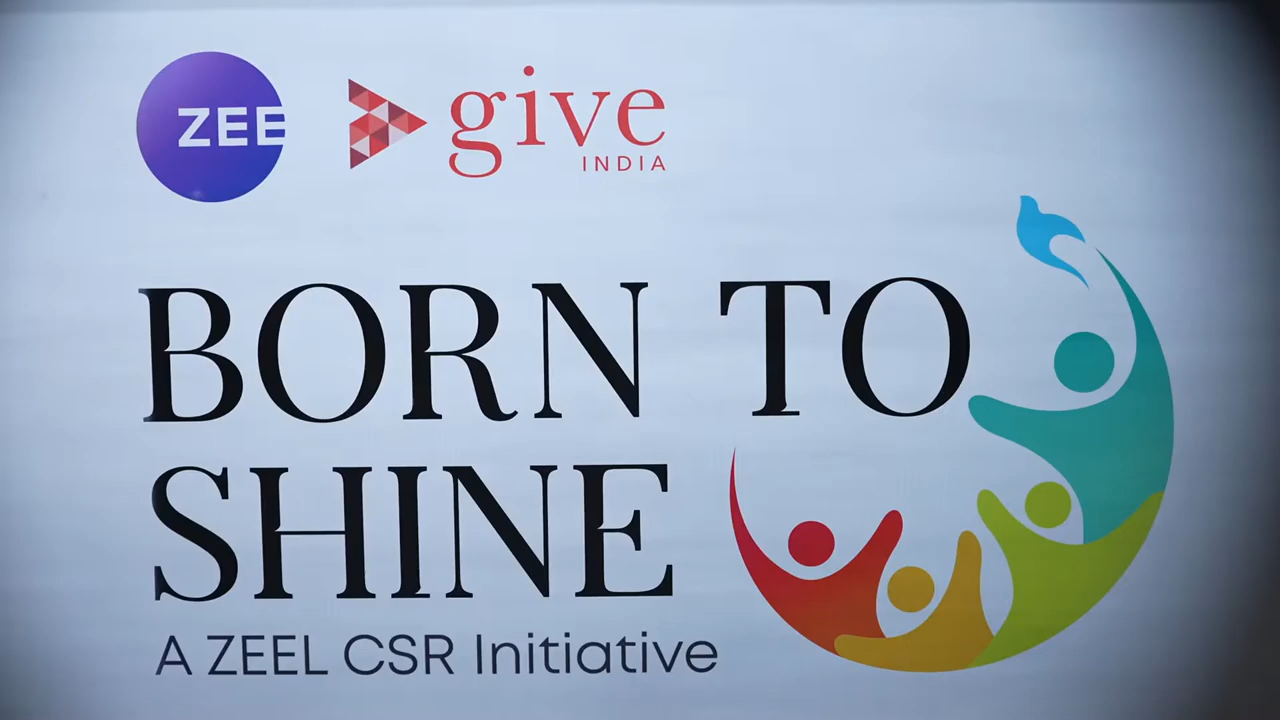 ZEE
give
INDIA
BORN TO
SHINE
A ZEEL CSR Initiative